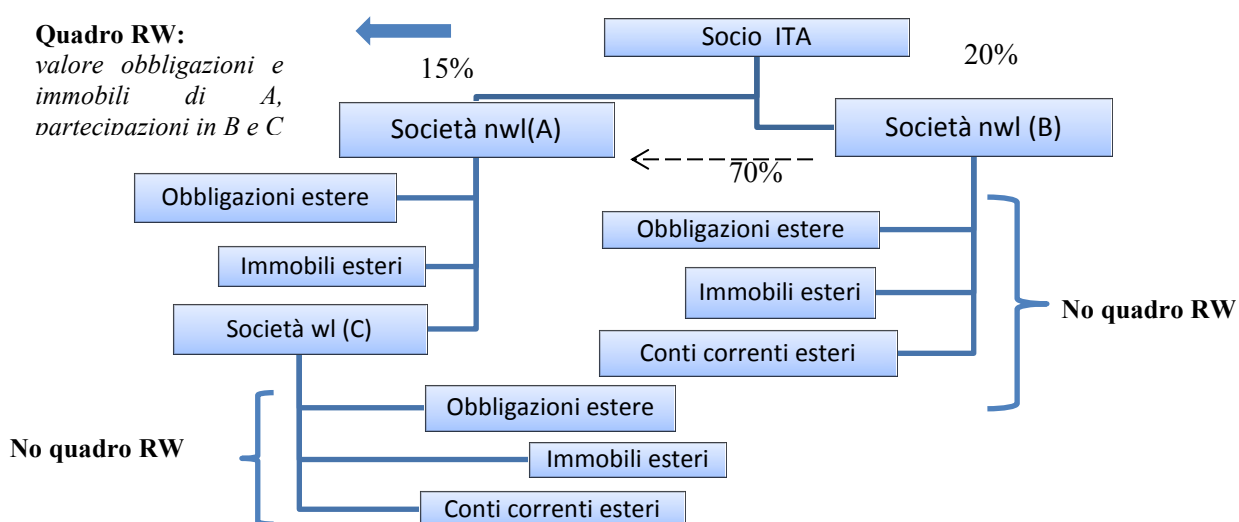 Quadro RW:
valore obbligazioni e
immobili di A,
partecipazioni in B e C
Socio ITA
15%
20%
Società nwl(A)
Società nwl (B)
70%
Obbligazioni estere
Immobili esteri
Società wl (C)
Obbligazioni estere
Immobili esteri
Conti correnti esteri
No quadro RW
Obbligazioni estere
Immobili esteri
Conti correnti esteri
No quadro RW